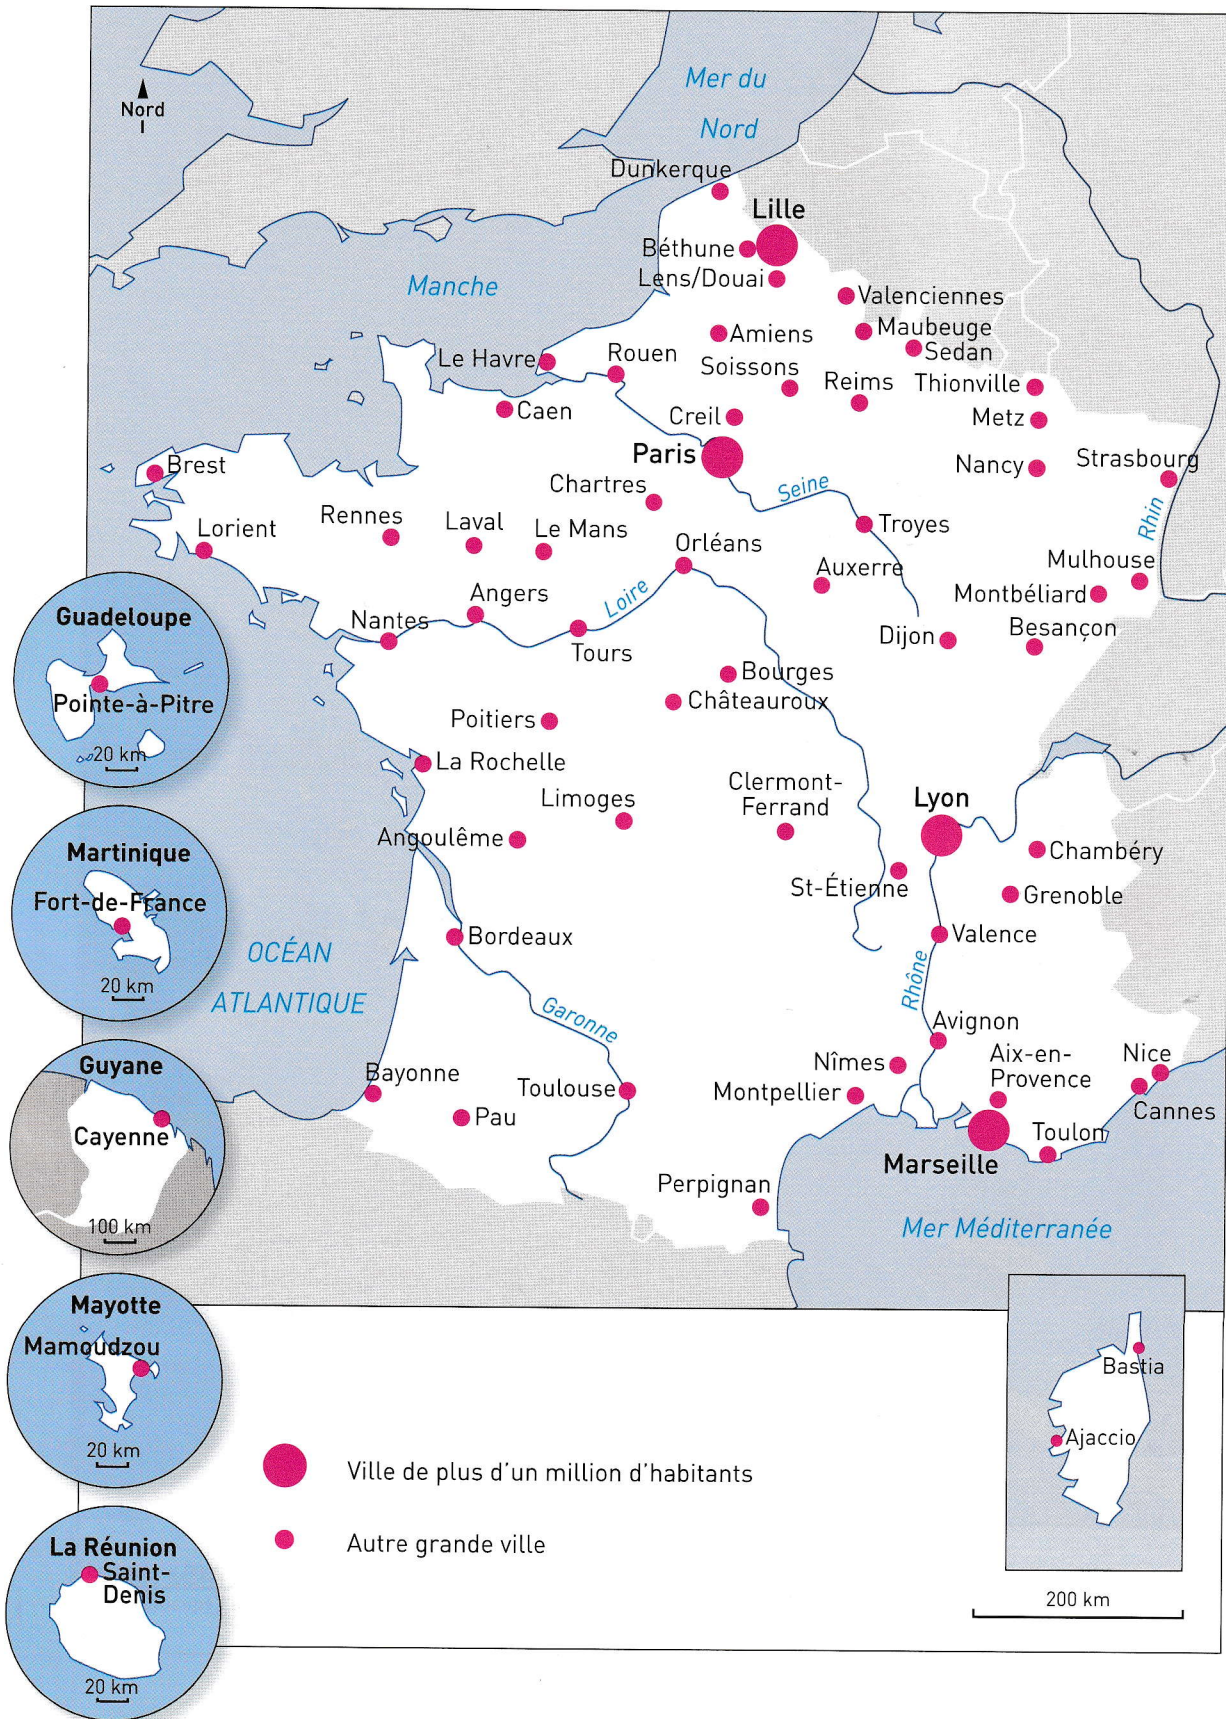 Mer du
Nord
Nord
Dunkerque
Lille
Béthune
Lens/Douai
Manche
Valenciennes
Maubeuge
Amiens
Sedan
Le Havre
Rouen
Soissons
Reims
Thionville
Caen
Creil
Metz
Paris
Brest
Nancy
Strasbourg
Chartres
Seine
Rhin
Lorient
Rennes
Laval
Le Mans
Orléans
Troyes
Auxerre
Mulhouse
Montbéliard
Angers
Loire
Nantes
Tours
Dijon
Besançon
Bourges
Châteauroux
Poitiers
La Rochelle
Limoges
Clermont-
Ferrand
Lyon
Angoulême
Chambéry
St-Étienne
Grenoble
Bordeaux
Valence
OCÉAN
ATLANTIQUE
Garonne
Rhône
Avignon
Nîmes
Aix-en-
Provence
Nice
Bayonne
Toulouse
Montpellier
Cannes
Pau
Toulon
Marseille
Perpignan
Mer Méditerranée
Guadeloupe
Pointe-à-Pitre
20 km
Martinique
Fort-de-France
20 km
Guyane
Cayenne
100 km
Mayotte
Mamoudzou
20 km
La Réunion
Saint-
Denis
20 km
Bastia
Ajaccio
Ville de plus d'un million d'habitants
Autre grande ville
200 km